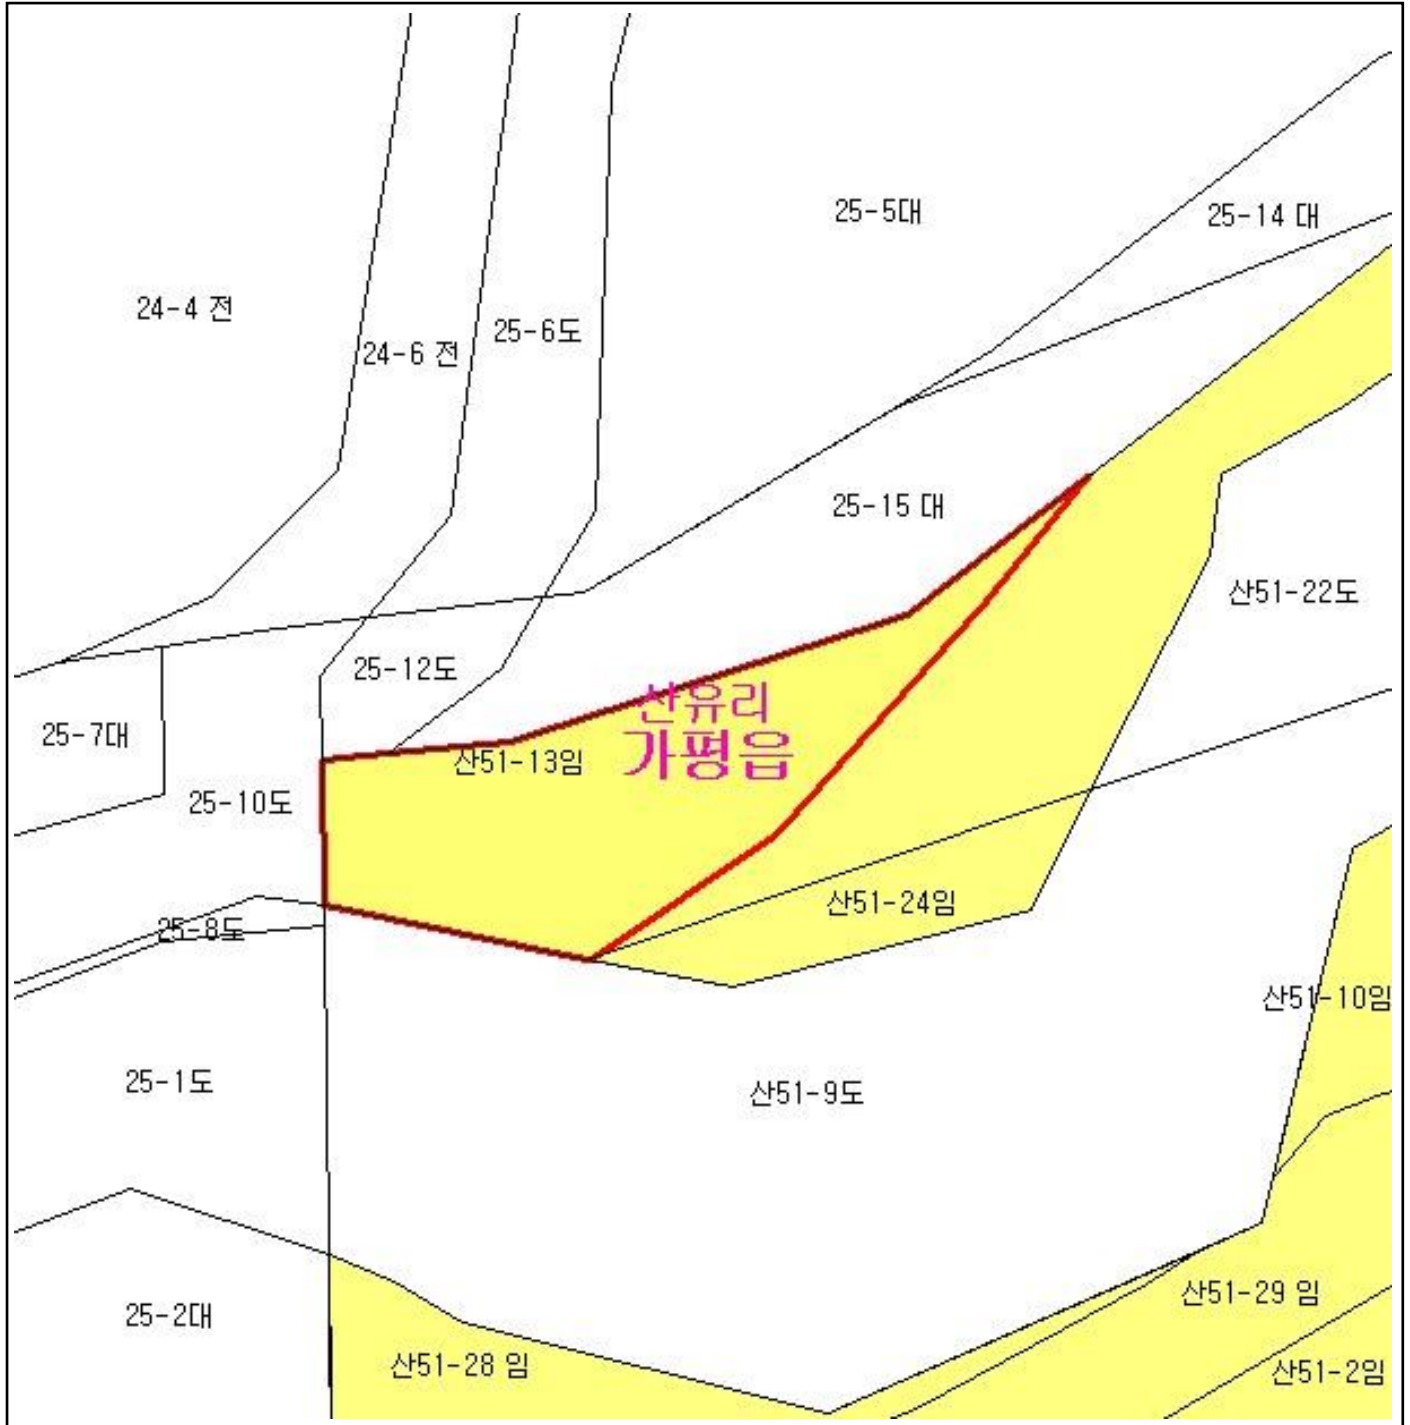 25-5대
25-14 대
24-4 전
25-6도
24-6 전
25-15 대
산51-22도
25-12도
산유리
25-7대
가평읍
산51-13임
25-10도
산51-24임
25-8도
산51-10임
25-1도
산51-9도
산51-29 임
25-2대
산51-28 임
산51-2임